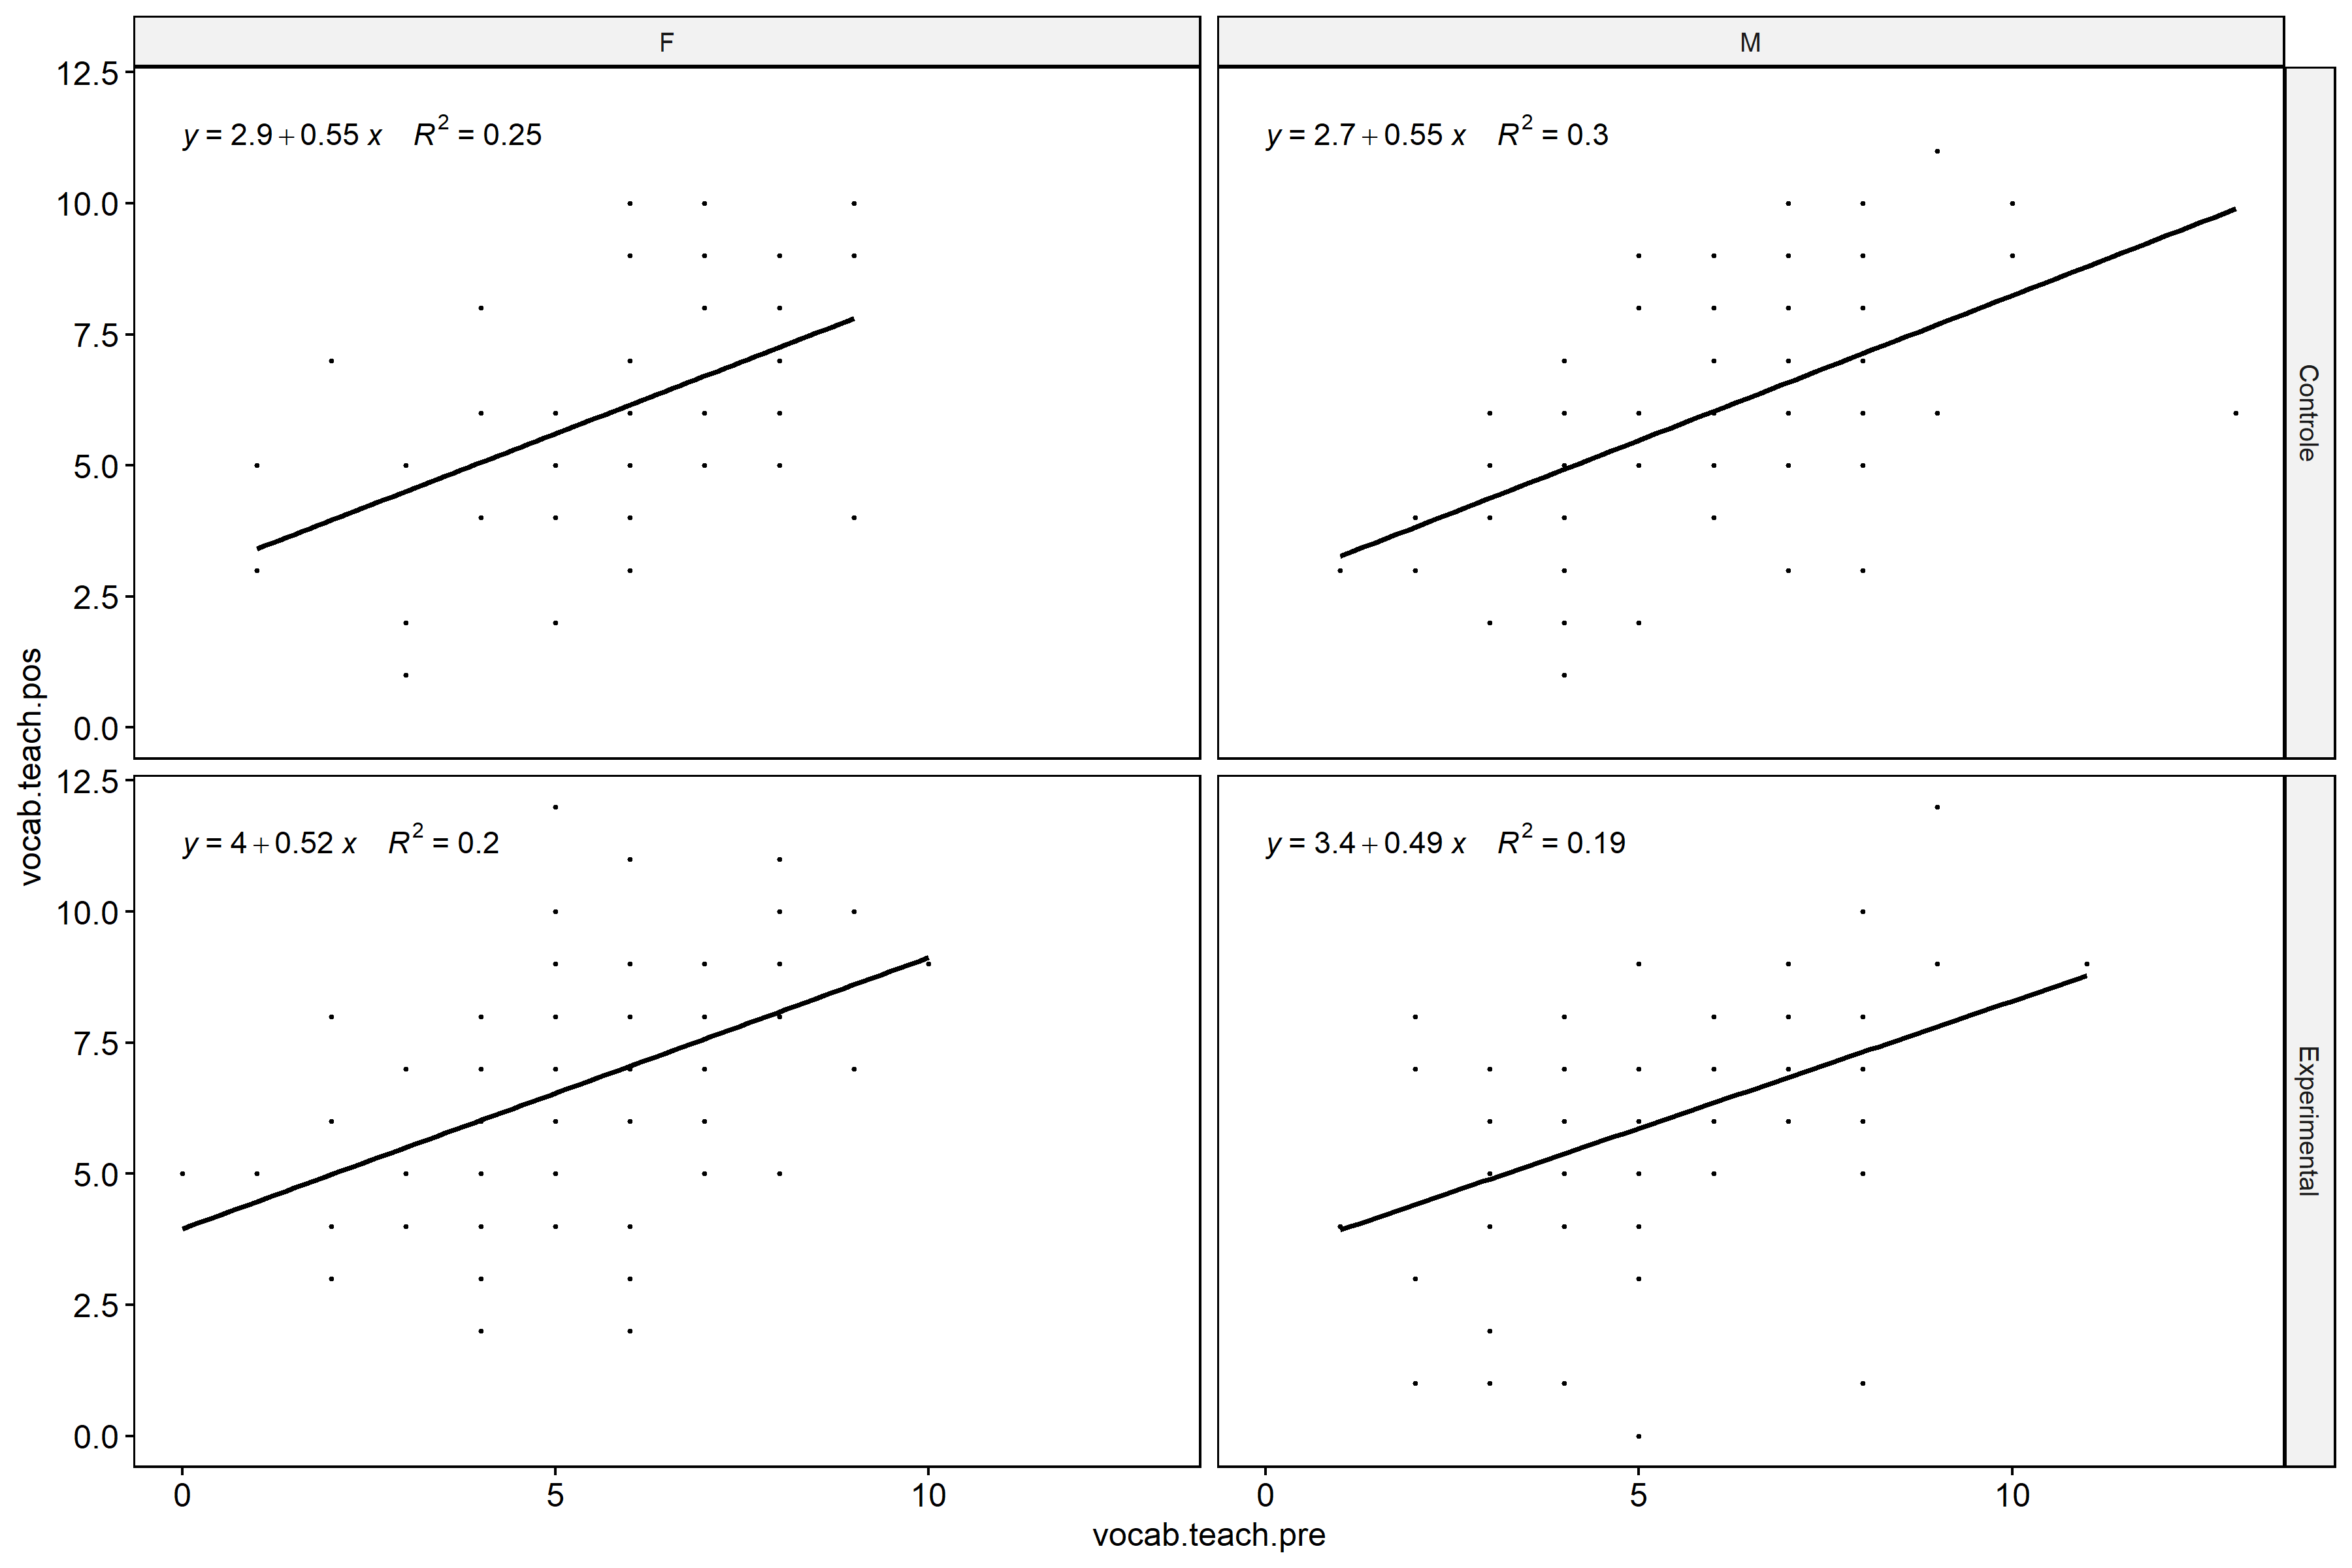 F
M
12.5
10.0
7.5
5.0
2.5
0.0
y = 2.9 + 0.55 x R² = 0.25
y = 2.7 + 0.55 x R² = 0.3
Controle
vocab.teach.pos
12.5
10.0
7.5
5.0
2.5
0.0
y = 4 + 0.52 x R² = 0.2
y = 3.4 + 0.49 x R² = 0.19
Experimental
0 5 10
0 5 10
vocab.teach.pre